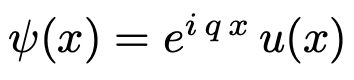 ψ(x) = e^{i q x} u(x)